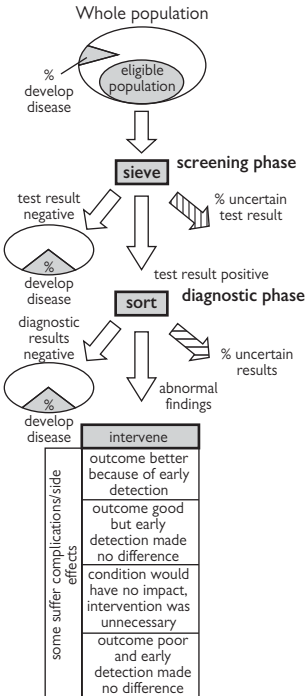 Whole population
%
develop
disease
eligible
population
sieve
screening phase
test result
negative
% uncertain
test result
%
develop
disease
test result positive
sort
diagnostic phase
diagnostic
results
negative
% uncertain
results
%
develop
disease
abnormal
findings
intervene
some suffer complications/side
effects
outcome better
because of early
detection
outcome good
but early
detection made
no difference
condition would
have no impact,
intervention was
unnecessary
outcome poor
and early
detection made
no difference